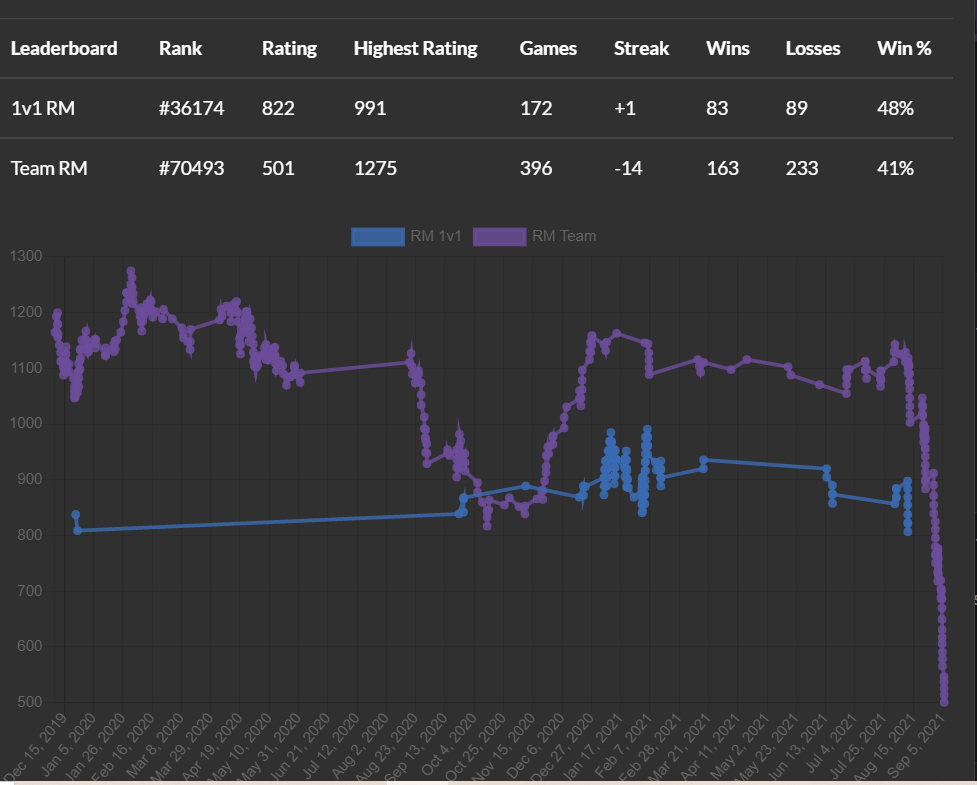 Leaderboard Rank Rating Highest Rating Games Streak Wins Losses Win %
1v1 RM #36174 822 991 172 +1 83 89 48%
Team RM #70493 501 1275 396 -14 163 233 41%
RM 1v1 RM Team
1300
1200
1100
1000
900
800
700
600
500
Dec 15, 2019 Jan 5, 2020 Jan 26, 2020 Feb 16, 2020 Mar 8, 2020 Mar 29, 2020 Apr 19, 2020 May 10, 2020 May 31, 2020 Jun 21, 2020 Jul 12, 2020 Aug 2, 2020 Aug 23, 2020 Sep 13, 2020 Oct 4, 2020 Oct 25, 2020 Nov 15, 2020 Dec 6, 2020 Dec 27, 2020 Jan 17, 2021 Feb 7, 2021 Feb 28, 2021 Mar 21, 2021 Apr 11, 2021 May 2, 2021 May 23, 2021 Jun 13, 2021 Jul 4, 2021 Jul 25, 2021 Aug 15, 2021 Sep 5, 2021